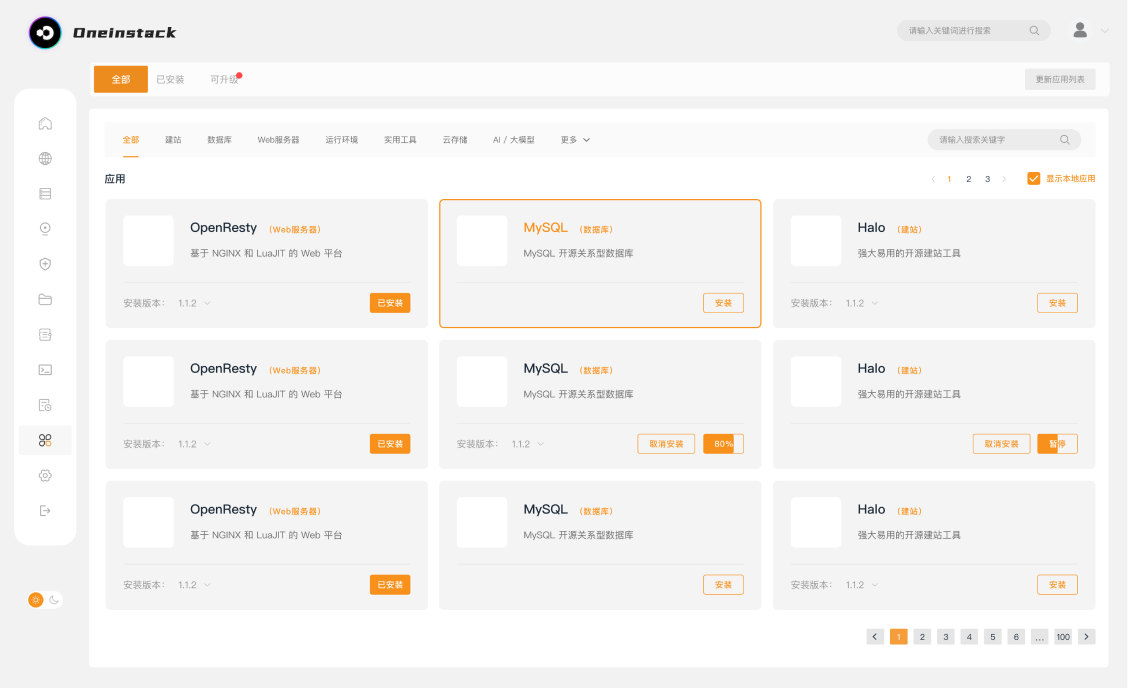 Oneinstack
请输入关键词进行搜索
全部 已安装 可升级
更新应用列表
全部 建站 数据库 Web服务器 运行环境 实用工具 云存储 AI / 大模型 更多
请输入搜索关键字
应用
1 2 3
显示本地应用
OpenResty (Web服务器)
基于 NGINX 和 LuaJIT 的 Web 平台
安装版本: 1.1.2
已安装
MySQL (数据库)
MySQL 开源关系型数据库
安装
Halo (建站)
强大易用的开源建站工具
安装版本: 1.1.2
安装
OpenResty (Web服务器)
基于 NGINX 和 LuaJIT 的 Web 平台
安装版本: 1.1.2
已安装
MySQL (数据库)
MySQL 开源关系型数据库
安装版本: 1.1.2
取消安装 80%
Halo (建站)
强大易用的开源建站工具
取消安装 暂停
OpenResty (Web服务器)
基于 NGINX 和 LuaJIT 的 Web 平台
安装版本: 1.1.2
已安装
MySQL (数据库)
MySQL 开源关系型数据库
安装
Halo (建站)
强大易用的开源建站工具
安装版本: 1.1.2
安装
< 1 2 3 4 5 6 ... 100 >